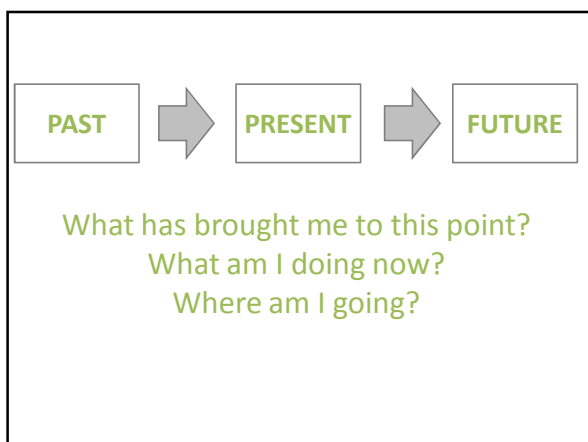 PAST PRESENT FUTURE
What has brought me to this point?
What am I doing now?
Where am I going?